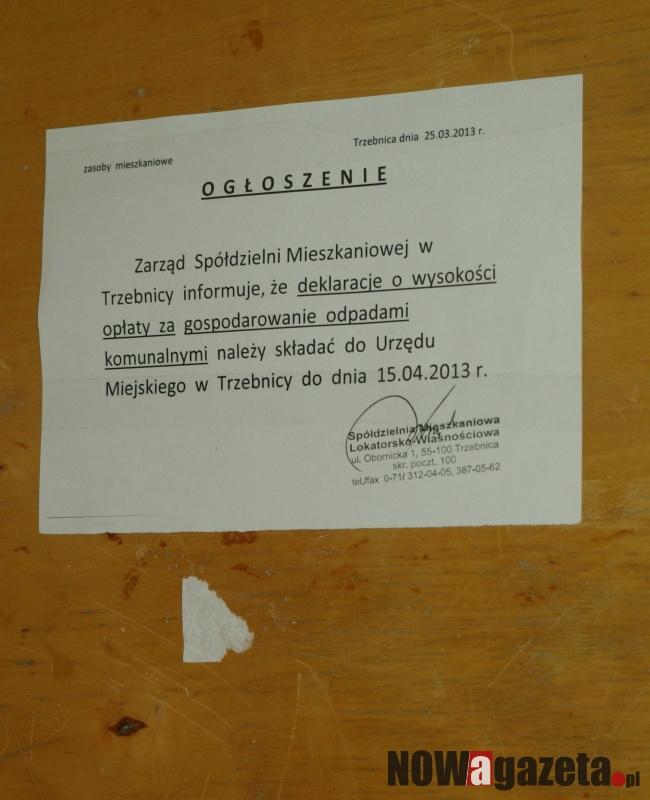 zasoby mieszkaniowe
Trzebnica dnia 25.03.2013 r.
OGŁOSZENIE
Zarząd Spółdzielni Mieszkaniowej w
Trzebnicy informuje, że deklaracje o wysokości
opłaty za gospodarowanie odpadami
komunalnymi należy składać do Urzędu
Miejskiego w Trzebnicy do dnia 15.04.2013 r.
Spółdzielnia Mieszkaniowa
Lokatorsko-Własnościowa
ul. Obornicka 1, 55-100 Trzebnica
skr. poczt. 100
tel./fax 0-71/ 312-04-05, 387-05-62
NOWagazeta.pl